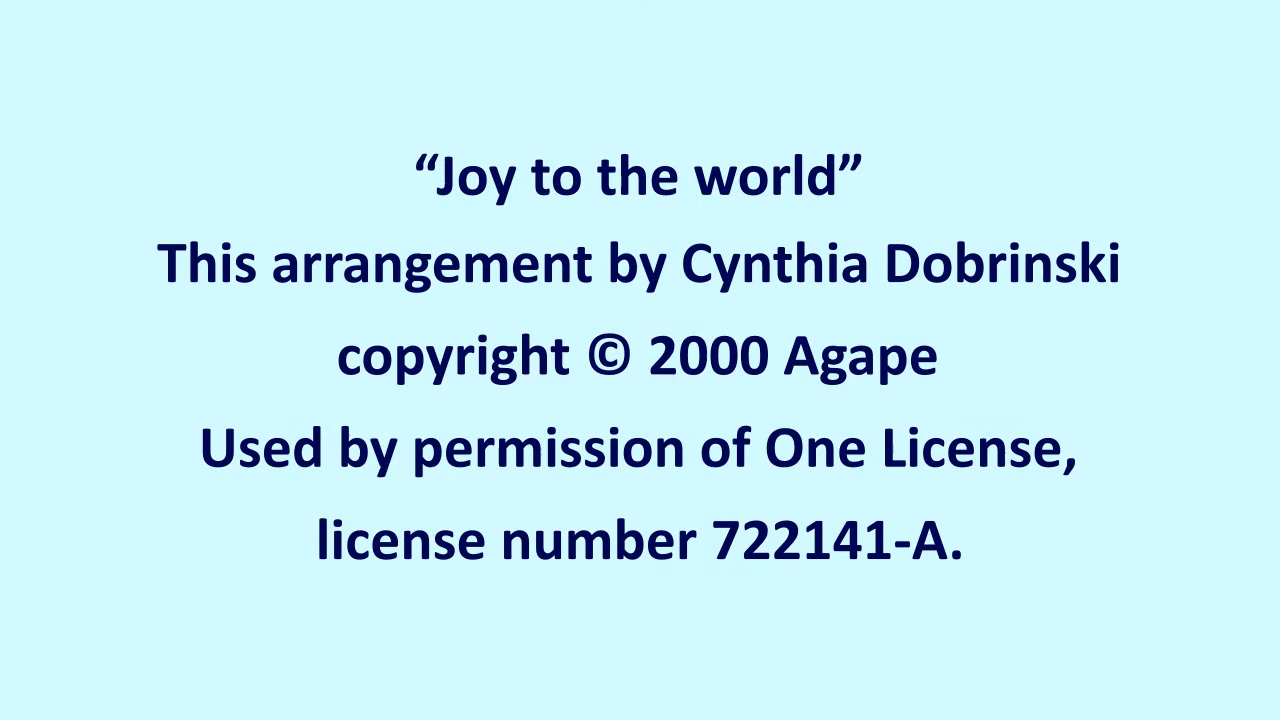 “Joy to the world”
This arrangement by Cynthia Dobrinski
copyright © 2000 Agape
Used by permission of One License,
license number 722141-A.